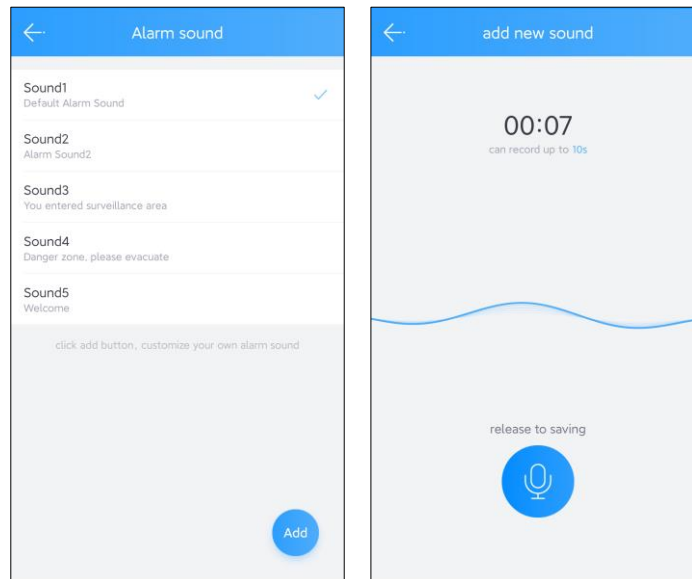 Alarm sound
Sound1
Default Alarm Sound
Sound2
Alarm Sound2
Sound3
You entered surveillance area
Sound4
Danger zone, please evacuate
Sound5
Welcome
click add button, customize your own alarm sound
Add
add new sound
00:07
can record up to 10s
release to saving